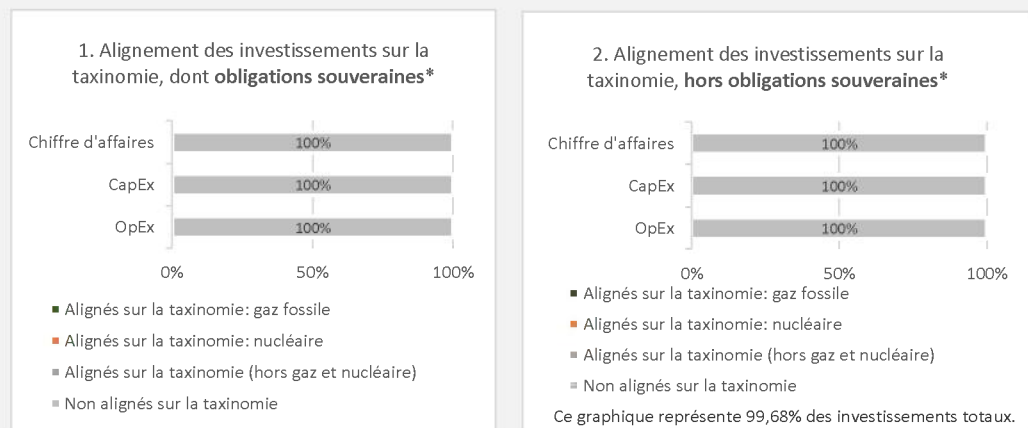 1. Alignement des investissements sur la
taxinomie, dont obligations souveraines*
Chiffre d'affaires
100%
CapEx
100%
OpEx
100%
0%
50%
100%
Alignés sur la taxinomie: gaz fossile
Alignés sur la taxinomie: nucléaire
Alignés sur la taxinomie (hors gaz et nucléaire)
Non alignés sur la taxinomie
2. Alignement des investissements sur la
taxinomie, hors obligations souveraines*
Chiffre d'affaires
100%
CapEx
100%
OpEx
100%
0%
50%
100%
Alignés sur la taxinomie: gaz fossile
Alignés sur la taxinomie: nucléaire
Alignés sur la taxinomie (hors gaz et nucléaire)
Non alignés sur la taxinomie
Ce graphique représente 99,68% des investissements totaux.